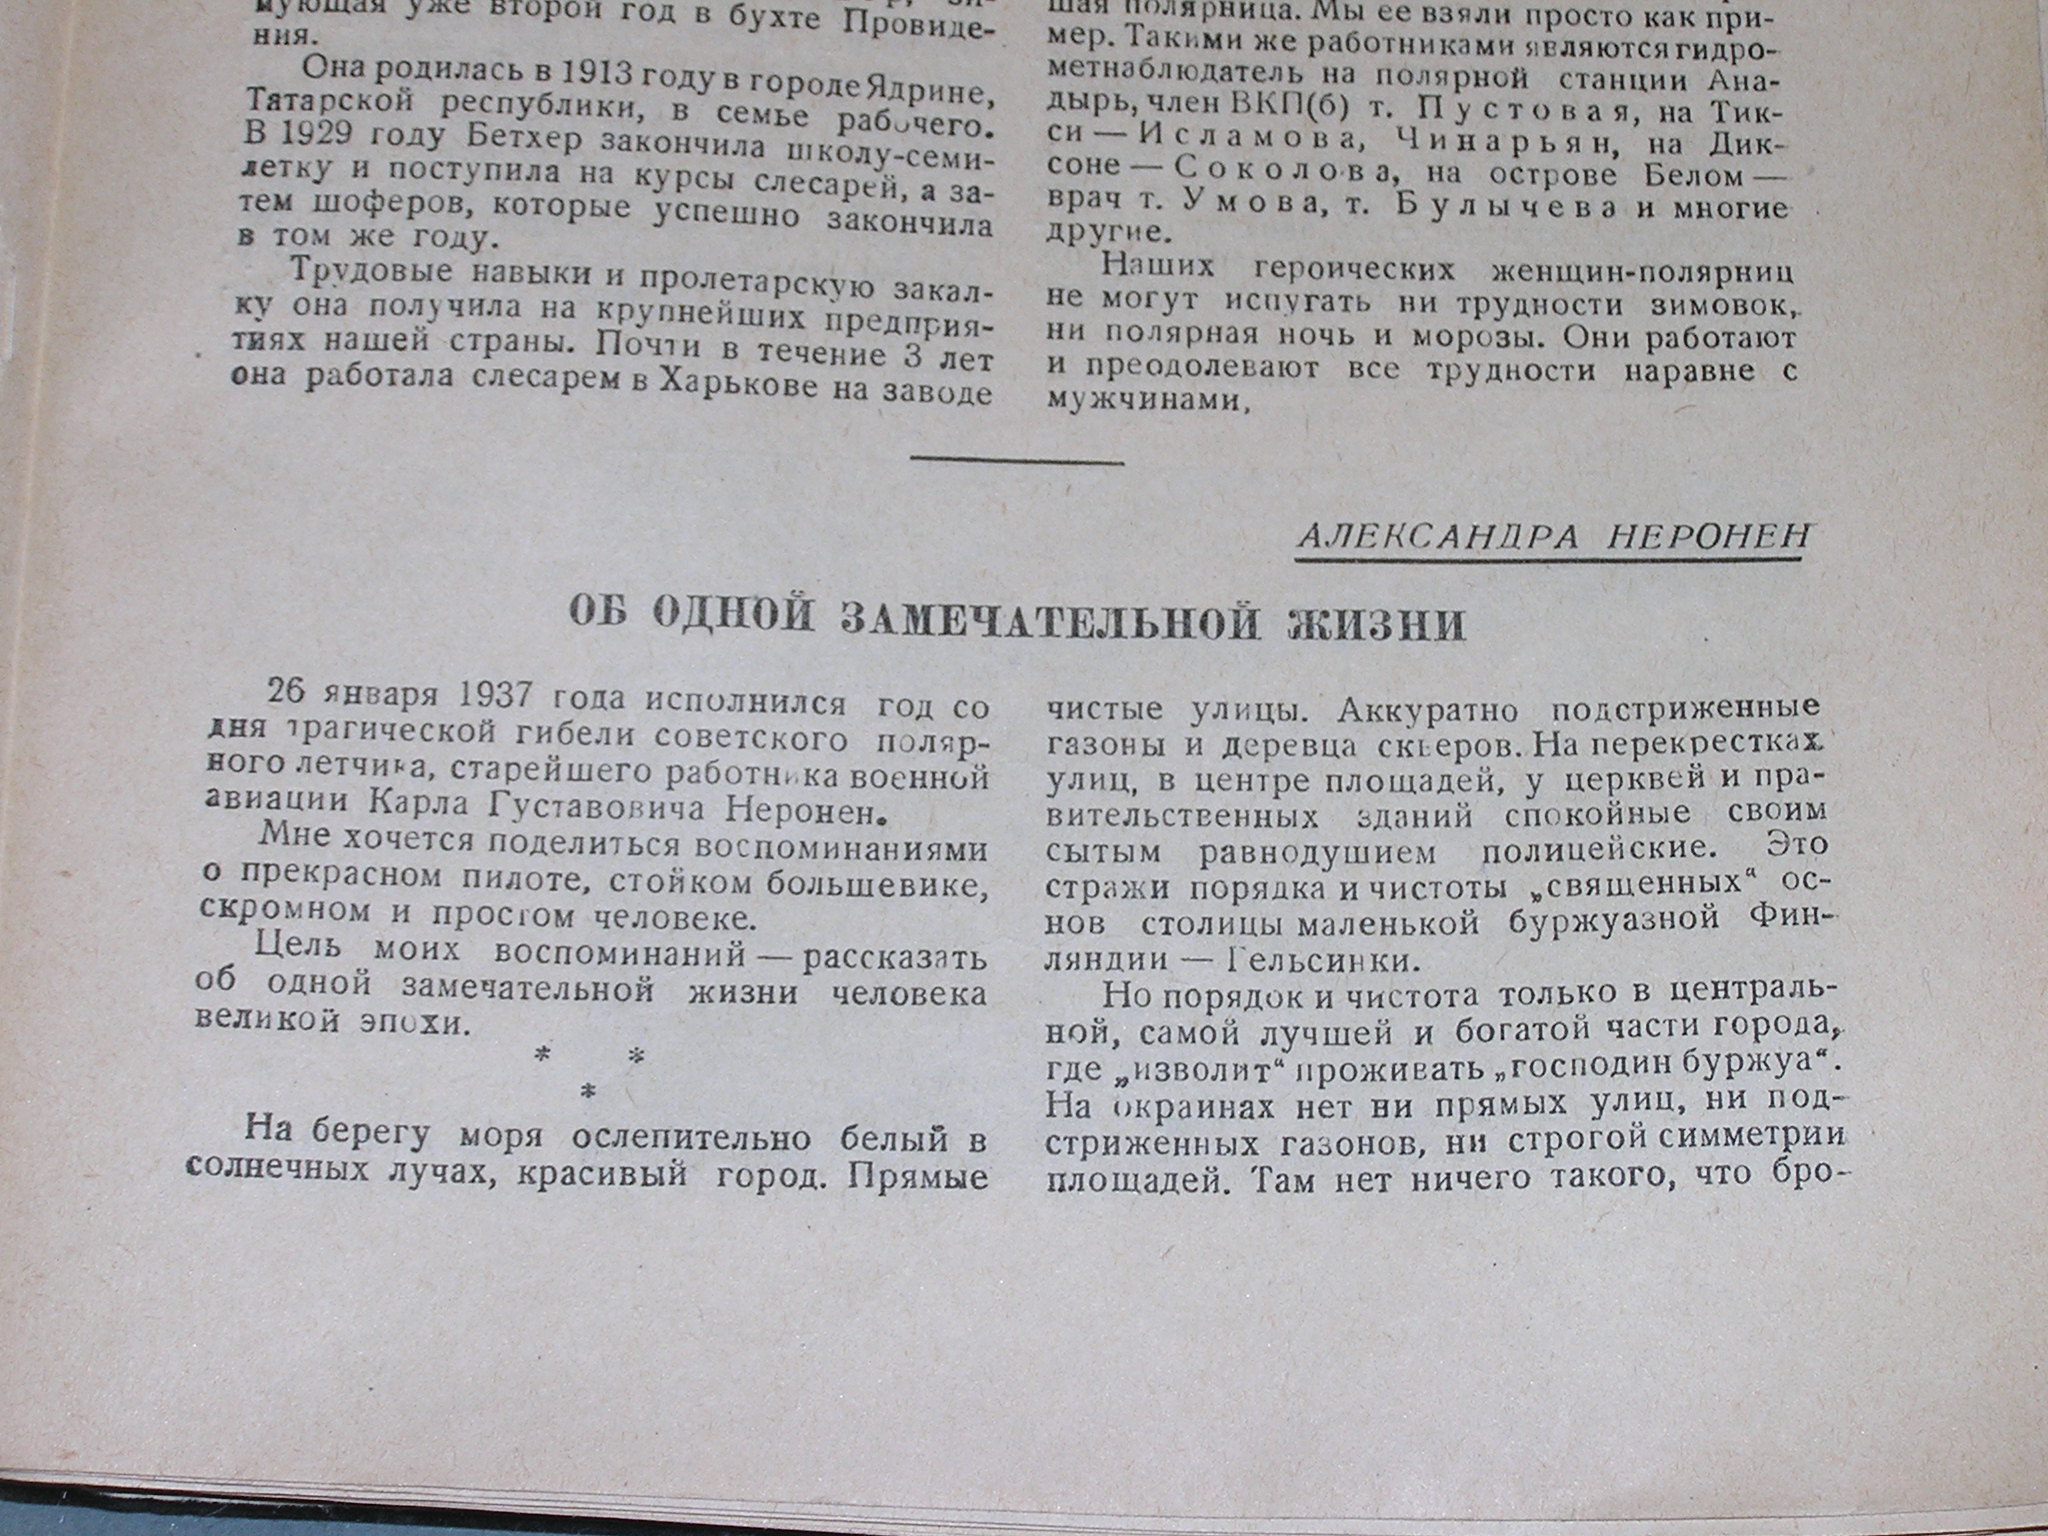 мующая уже второй год в бухте Провиде-
ния.
Она родилась в 1913 году в городе Ядрине,
Татарской республики, в семье рабочего.
В 1929 году Бетхер закончила школу-семи-
летку и поступила на курсы слесарей, а за-
тем шоферов, которые успешно закончила
в том же году.
Трудовые навыки и пролетарскую закал-
ку она получила на крупнейших предприя-
тиях нашей страны. Почти в течение 3 лет
она работала слесарем в Харькове на заводе
шая полярница. Мы ее взяли просто как при-
мер. Такими же работниками являются гидро-
метнаблюдатель на полярной станции Ана-
дырь, член ВКП(б) т. Пустовая, на Тик-
си — Исламова, Чинарьян, на Дик-
соне — Соколова, на острове Белом —
врач т. Умова, т. Булычева и многие
другие.
Наших героических женщин-полярниц
не могут испугать ни трудности зимовок,
ни полярная ночь и морозы. Они работают
и преодолевают все трудности наравне с
мужчинами,
АЛЕКСАНДРА НЕРОНЕН
ОБ ОДНОЙ ЗАМЕЧАТЕЛЬНОЙ ЖИЗНИ
26 января 1937 года исполнился год со
дня трагической гибели советского поляр-
ного летчика, старейшего работника военной
авиации Карла Густавовича Неронен.
Мне хочется поделиться воспоминаниями
о прекрасном пилоте, стойком большевике,
скромном и простом человеке.
Цель моих воспоминаний — рассказать
об одной замечательной жизни человека
великой эпохи.
* *
*
На берегу моря ослепительно белый в
солнечных лучах, красивый город. Прямые
чистые улицы. Аккуратно подстриженные
газоны и деревца скверов. На перекрестках
улиц, в центре площадей, у церквей и пра-
вительственных зданий спокойные своим
сытым равнодушием полицейские. Это
стражи порядка и чистоты „священных“ ос-
нов столицы маленькой буржуазной Фин-
ляндии — Гельсинки.
Но порядок и чистота только в централь-
ной, самой лучшей и богатой части города,
где „изволит“ проживать „господин буржуа“.
На окраинах нет ни прямых улиц, ни под-
стриженных газонов, ни строгой симметрии
площадей. Там нет ничего такого, что бро-